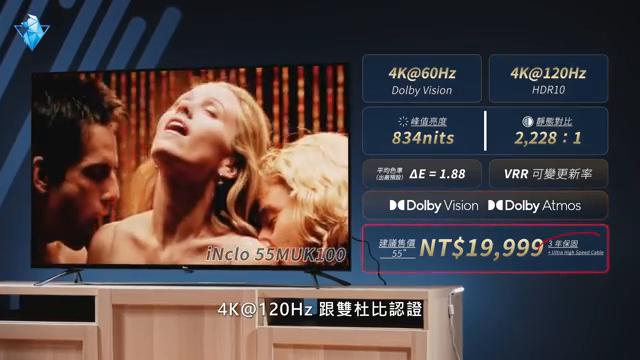 4K@60Hz
Dolby Vision
4K@120Hz
HDR10
峰值亮度
834nits
靜態對比
2,228：1
平均色準
(出廠預設)
ΔE = 1.88
VRR 可變更新率
Dolby Vision
Dolby Atmos
建議售價
55"
NT$19,999
3 年保固
+ Ultra High Speed Cable
iNclo 55MUK100
4K@120Hz 跟雙杜比認證